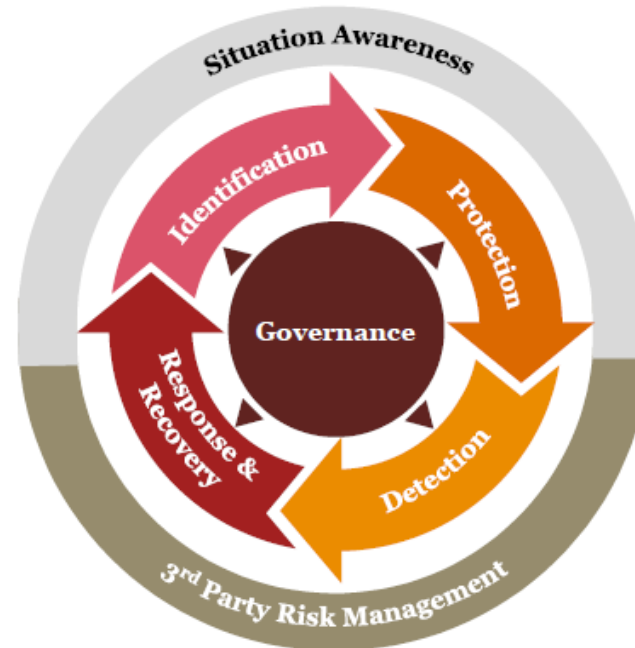 Situation Awareness
Identification
Protection
Governance
Response &
Recovery
Detection
3rd Party Risk Management